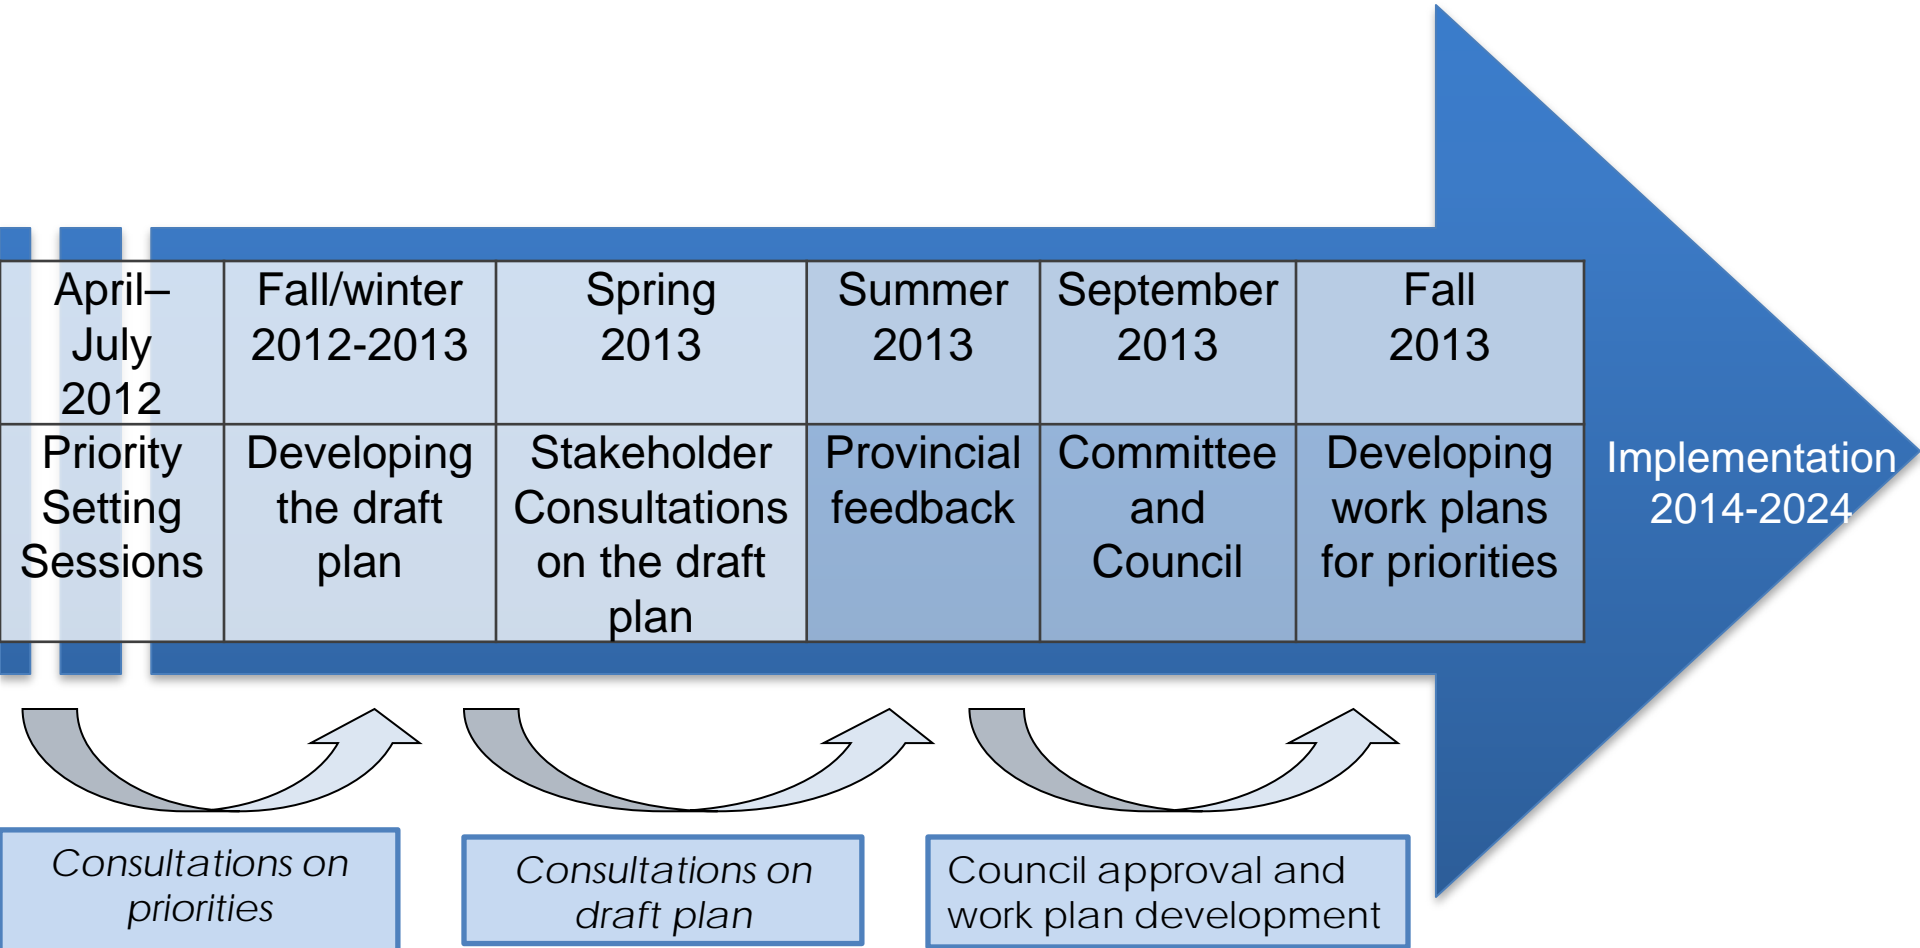 April–
July
2012
Fall/winter
2012-2013
Spring
2013
Summer
2013
September
2013
Fall
2013
Priority
Setting
Sessions
Developing
the draft
plan
Stakeholder
Consultations
on the draft
plan
Provincial
feedback
Committee
and
Council
Developing
work plans
for priorities
Implementation
2014-2024
Consultations on
priorities
Consultations on
draft plan
Council approval and
work plan development